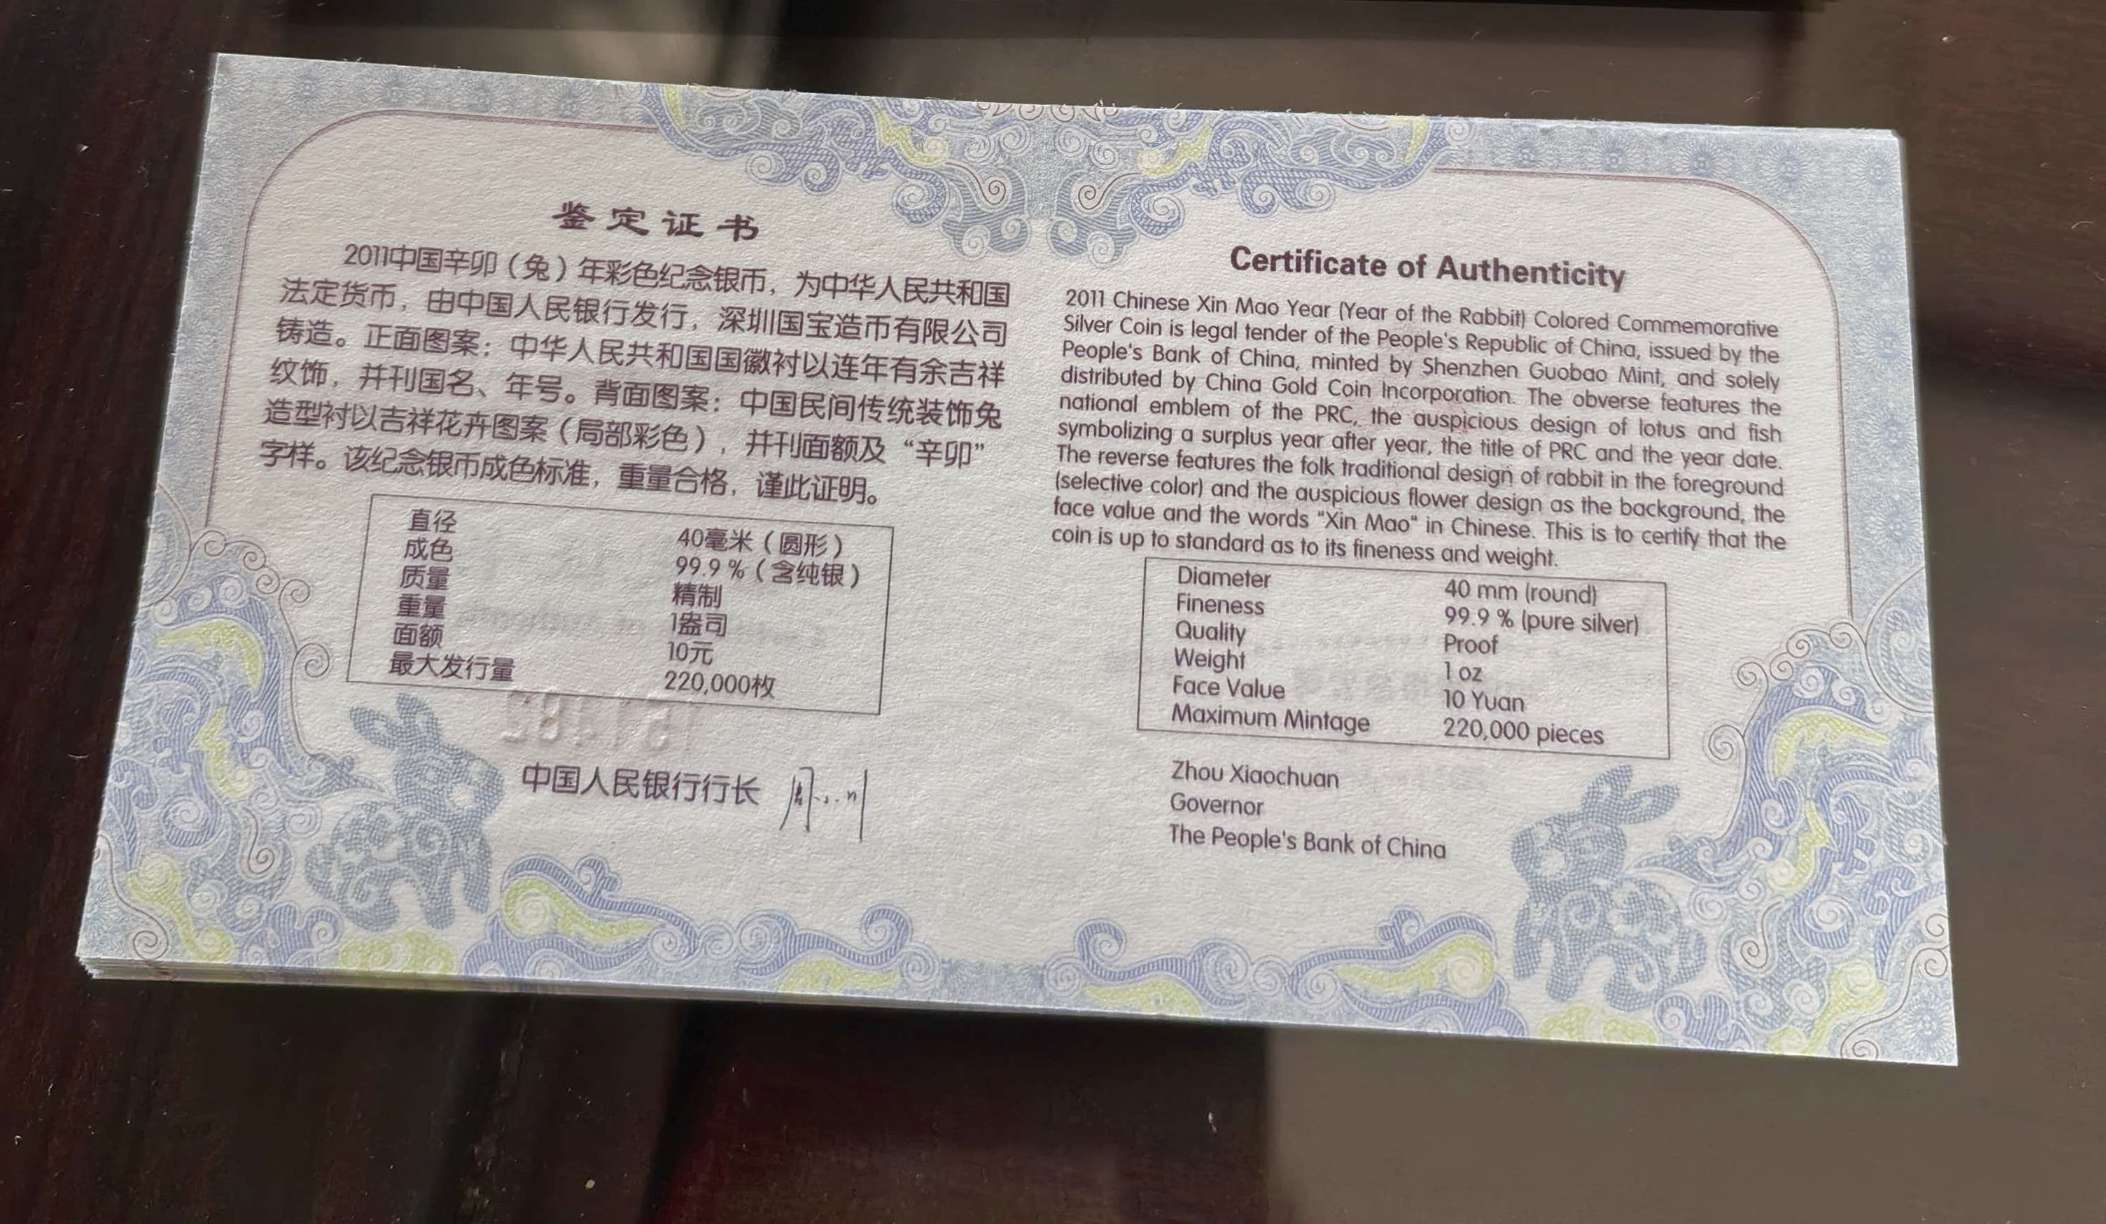 鉴定证书
2011中国辛卯（兔）年彩色纪念银币，为中华人民共和国
法定货币，由中国人民银行发行，深圳国宝造币有限公司
铸造。正面图案：中华人民共和国国徽衬以连年有余吉祥
纹饰，并刊国名、年号。背面图案：中国民间传统装饰兔
造型衬以吉祥花卉图案（局部彩色），并刊面额及“辛卯”
字样。该纪念银币成色标准，重量合格，谨此证明。
直径 40毫米（圆形）
成色 99.9%（含纯银）
质量 精制
重量 1盎司
面额 10元
最大发行量 220,000枚
中国人民银行行长
Certificate of Authenticity
2011 Chinese Xin Mao Year (Year of the Rabbit) Colored Commemorative
Silver Coin is legal tender of the People's Republic of China, issued by the
People's Bank of China, minted by Shenzhen Guobao Mint, and solely
distributed by China Gold Coin Incorporation. The obverse features the
national emblem of the PRC, the auspicious design of lotus and fish
symbolizing a surplus year after year, the title of PRC and the year date.
The reverse features the folk traditional design of rabbit in the foreground
(selective color) and the auspicious flower design as the background, the
face value and the words "Xin Mao" in Chinese. This is to certify that the
coin is up to standard as to its fineness and weight.
Diameter 40 mm (round)
Fineness 99.9 % (pure silver)
Quality Proof
Weight 1 oz
Face Value 10 Yuan
Maximum Mintage 220,000 pieces
Zhou Xiaochuan
Governor
The People's Bank of China